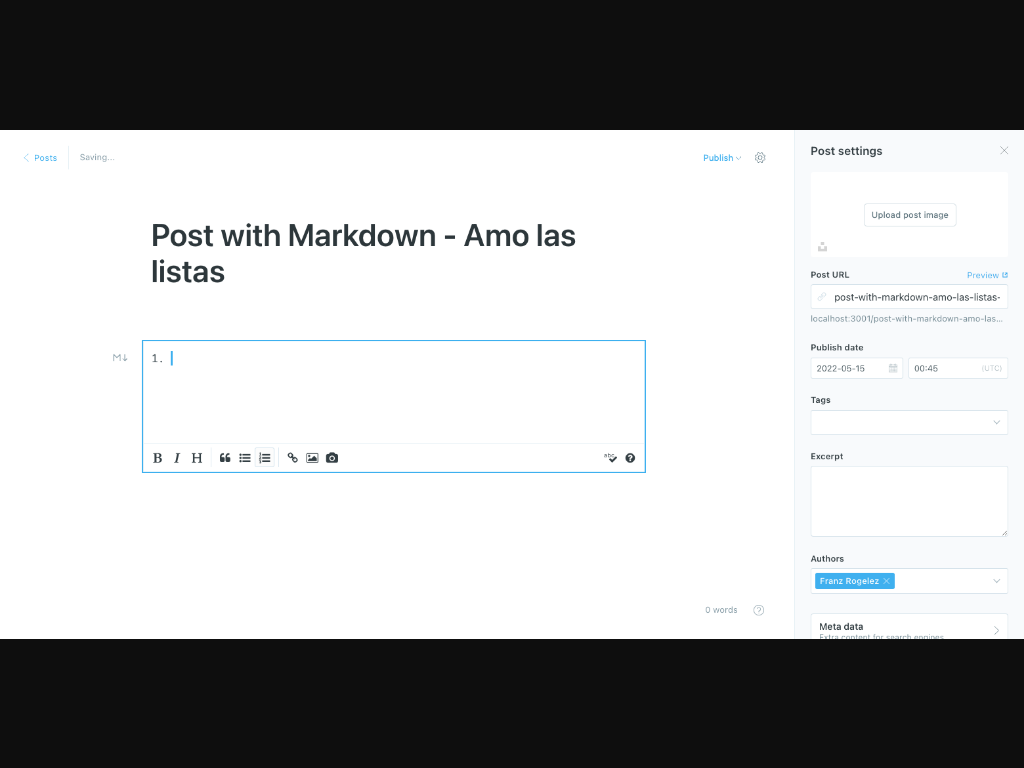 Posts
Saving...
Publish
Post settings
Upload post image
Post with Markdown - Amo las
listas
Post URL
Preview
post-with-markdown-amo-las-listas-
localhost:3001/post-with-markdown-amo-las...
Publish date
2022-05-15
00:45
(UTC)
Tags
M
1.
B I H
abc
Excerpt
Authors
Franz Rogelez
0 words
Meta data
Extra content for search engines